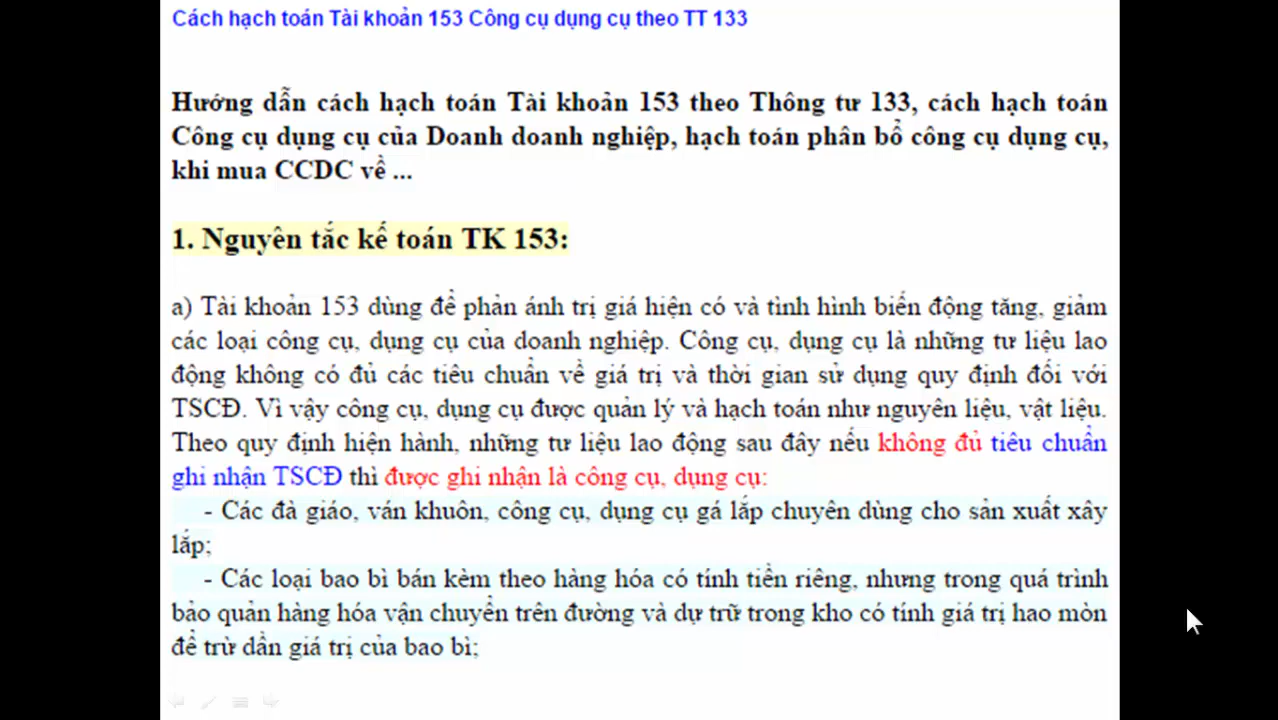 Cách hạch toán Tài khoản 153 Công cụ dụng cụ theo TT 133
Hướng dẫn cách hạch toán Tài khoản 153 theo Thông tư 133, cách hạch toán
Công cụ dụng cụ của Doanh doanh nghiệp, hạch toán phân bổ công cụ dụng cụ,
khi mua CCDC về ...
1. Nguyên tắc kế toán TK 153:
a) Tài khoản 153 dùng để phản ánh trị giá hiện có và tình hình biến động tăng, giảm
các loại công cụ, dụng cụ của doanh nghiệp. Công cụ, dụng cụ là những tư liệu lao
động không có đủ các tiêu chuẩn về giá trị và thời gian sử dụng quy định đối với
TSCĐ. Vì vậy công cụ, dụng cụ được quản lý và hạch toán như nguyên liệu, vật liệu.
Theo quy định hiện hành, những tư liệu lao động sau đây nếu không đủ tiêu chuẩn
ghi nhận TSCĐ thì được ghi nhận là công cụ, dụng cụ:
- Các đà giáo, ván khuôn, công cụ, dụng cụ gá lắp chuyên dùng cho sản xuất xây
lắp;
- Các loại bao bì bán kèm theo hàng hóa có tính tiền riêng, nhưng trong quá trình
bảo quản hàng hóa vận chuyển trên đường và dự trữ trong kho có tính giá trị hao mòn
để trừ dần giá trị của bao bì;